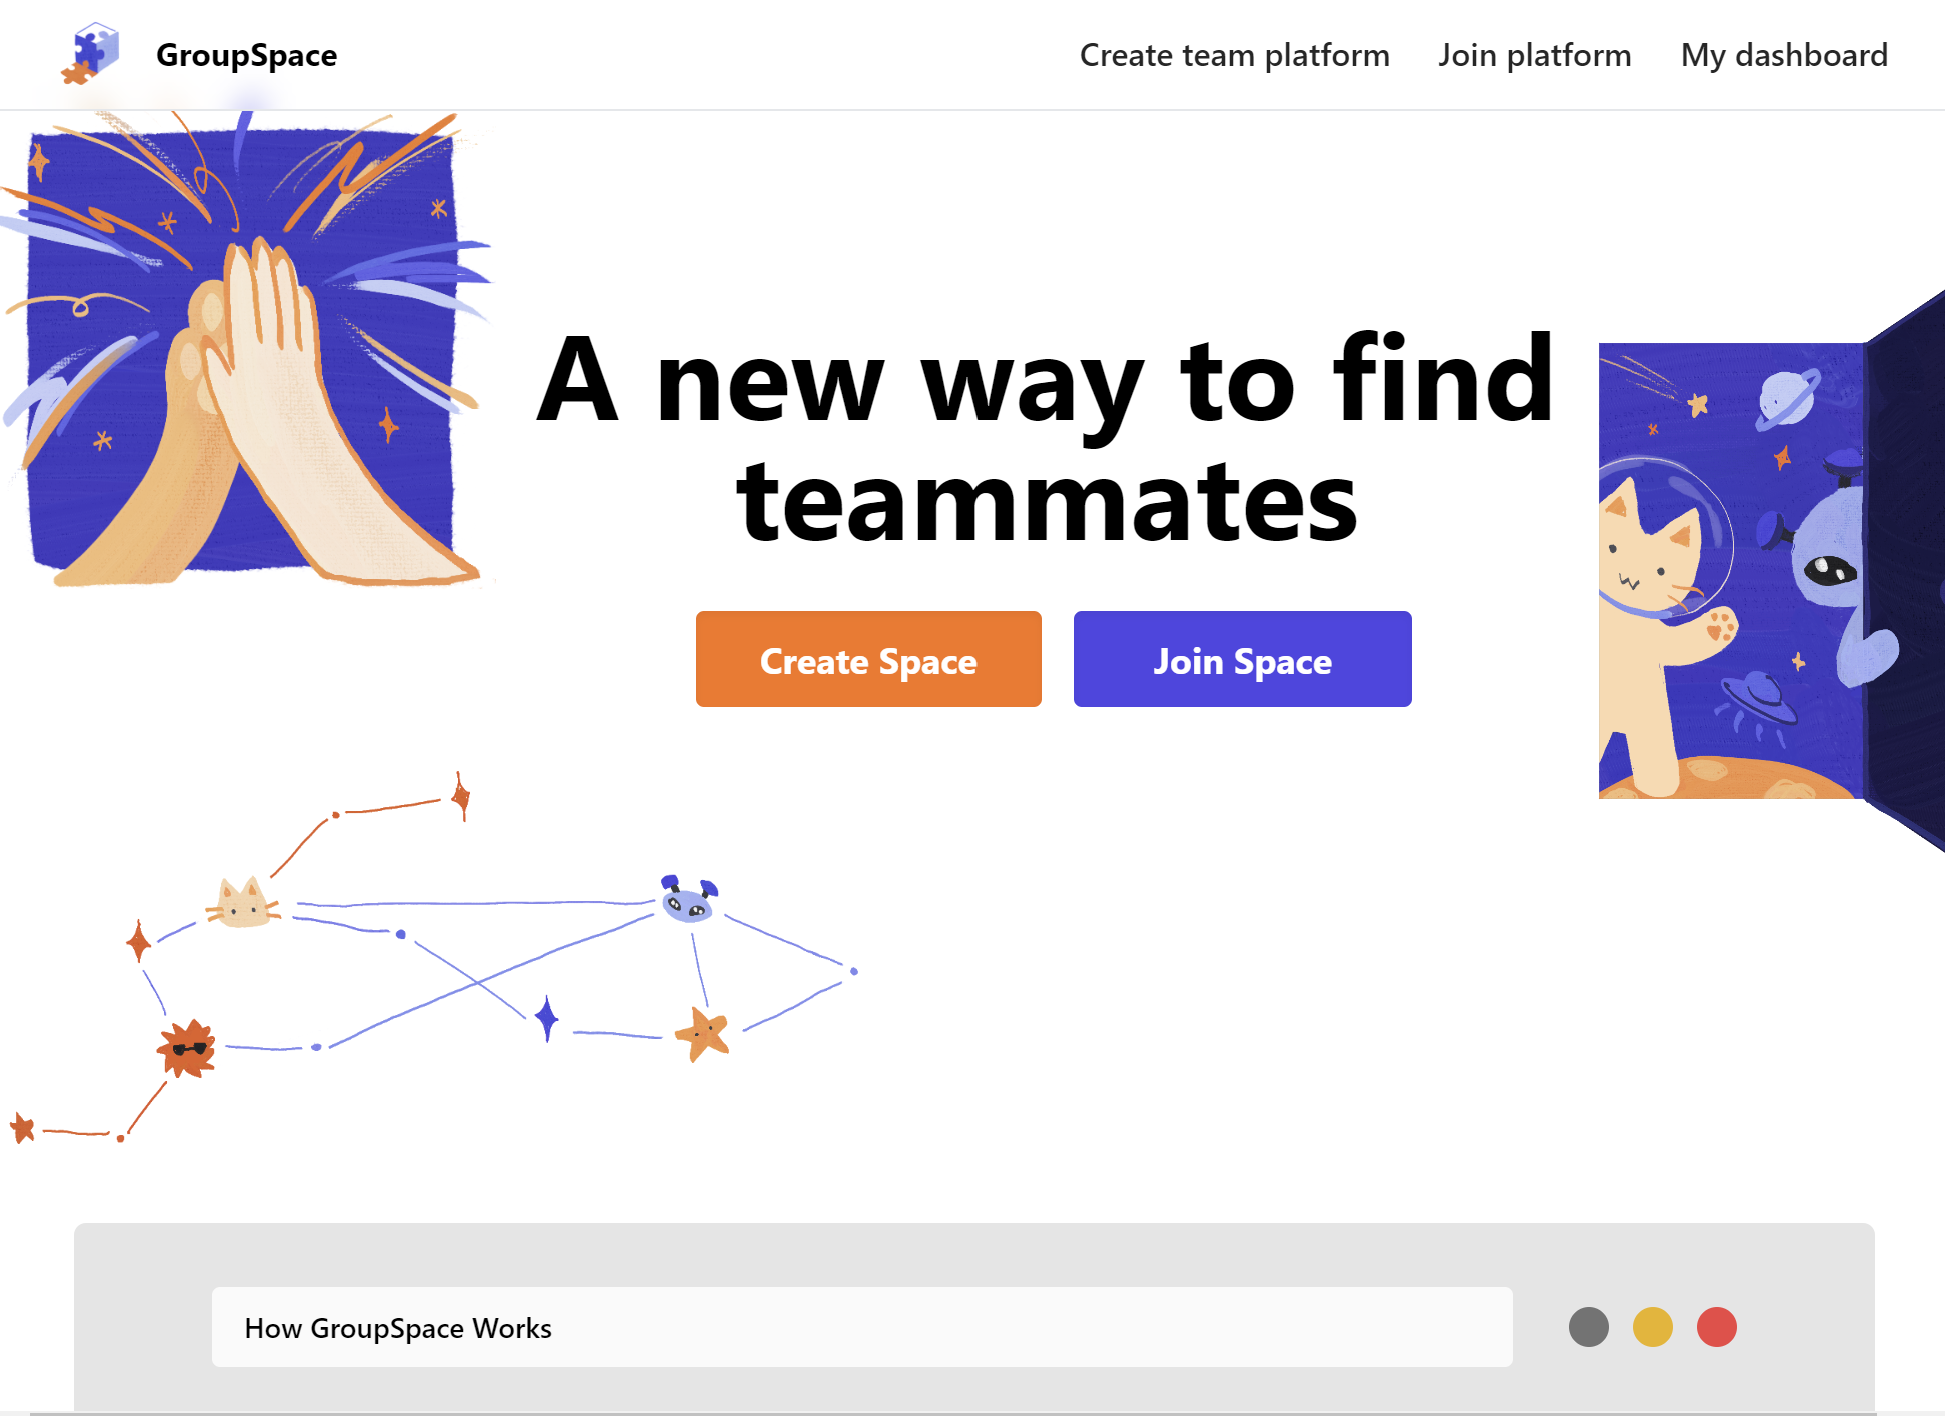 GroupSpace
Create team platform
Join platform
My dashboard
A new way to find
teammates
Create Space
Join Space
How GroupSpace Works